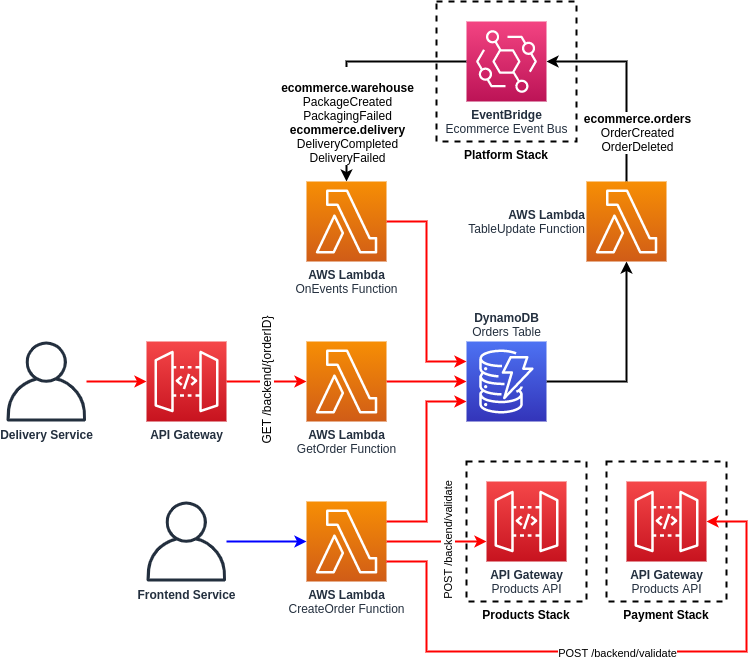 EventBridge
Ecommerce Event Bus
Platform Stack
ecommerce.warehouse
PackageCreated
PackagingFailed
ecommerce.delivery
DeliveryCompleted
DeliveryFailed
ecommerce.orders
OrderCreated
OrderDeleted
AWS Lambda
OnEvents Function
AWS Lambda
TableUpdate Function
DynamoDB
Orders Table
Delivery Service
API Gateway
GET /backend/{orderID}
AWS Lambda
GetOrder Function
Frontend Service
AWS Lambda
CreateOrder Function
POST /backend/validate
API Gateway
Products API
Products Stack
API Gateway
Products API
Payment Stack
POST /backend/validate